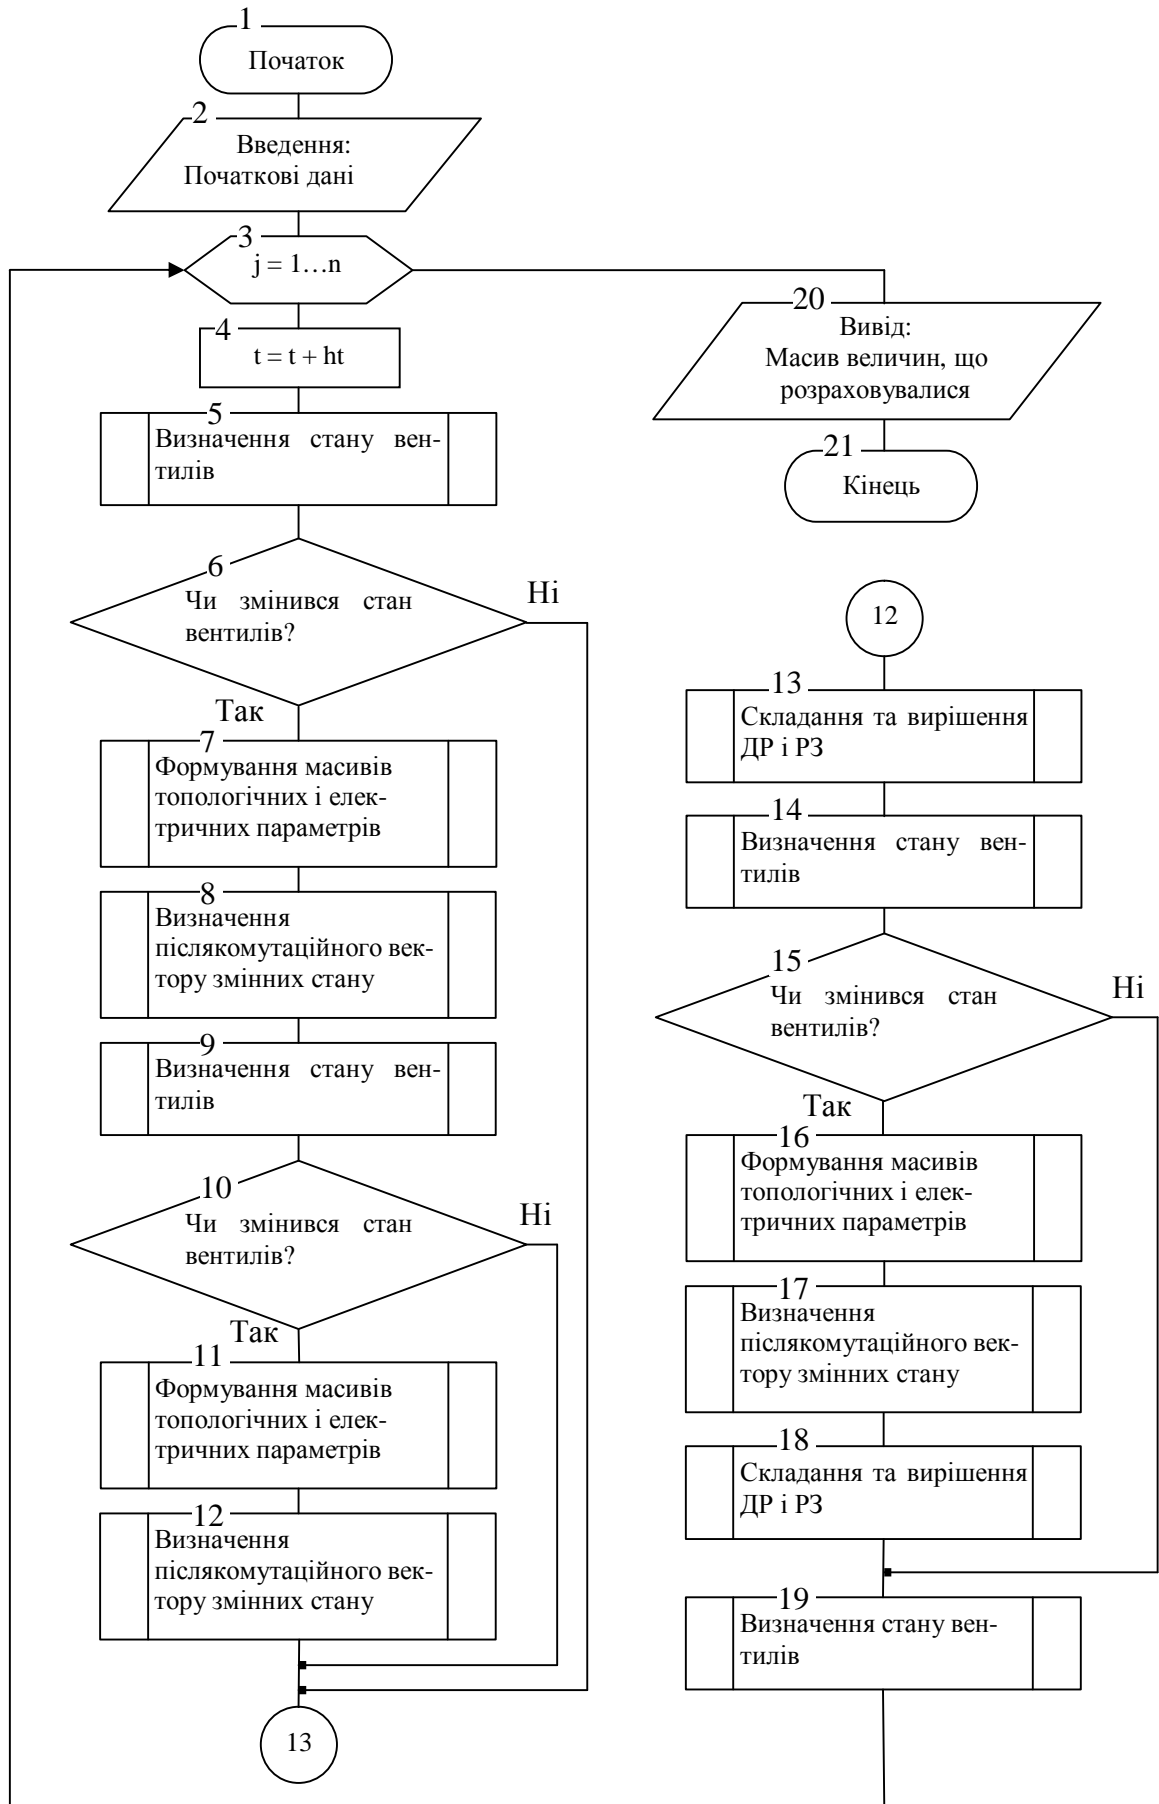 1
Початок
2
Введення:
Початкові дані
3
j = 1…n
4
t = t + ht
5
Визначення стану вен-
тилів
6
Чи змінився стан
вентилів?
Ні
Так
7
Формування масивів
топологічних і елек-
тричних параметрів
8
Визначення
післякомутаційного век-
тору змінних стану
9
Визначення стану вен-
тилів
10
Чи змінився стан
вентилів?
Ні
Так
11
Формування масивів
топологічних і елек-
тричних параметрів
12
Визначення
післякомутаційного век-
тору змінних стану
13
20
Вивід:
Масив величин, що
розраховувалися
21
Кінець
12
13
Складання та вирішення
ДР і РЗ
14
Визначення стану вен-
тилів
15
Чи змінився стан
вентилів?
Ні
Так
16
Формування масивів
топологічних і елек-
тричних параметрів
17
Визначення
післякомутаційного век-
тору змінних стану
18
Складання та вирішення
ДР і РЗ
19
Визначення стану вен-
тилів